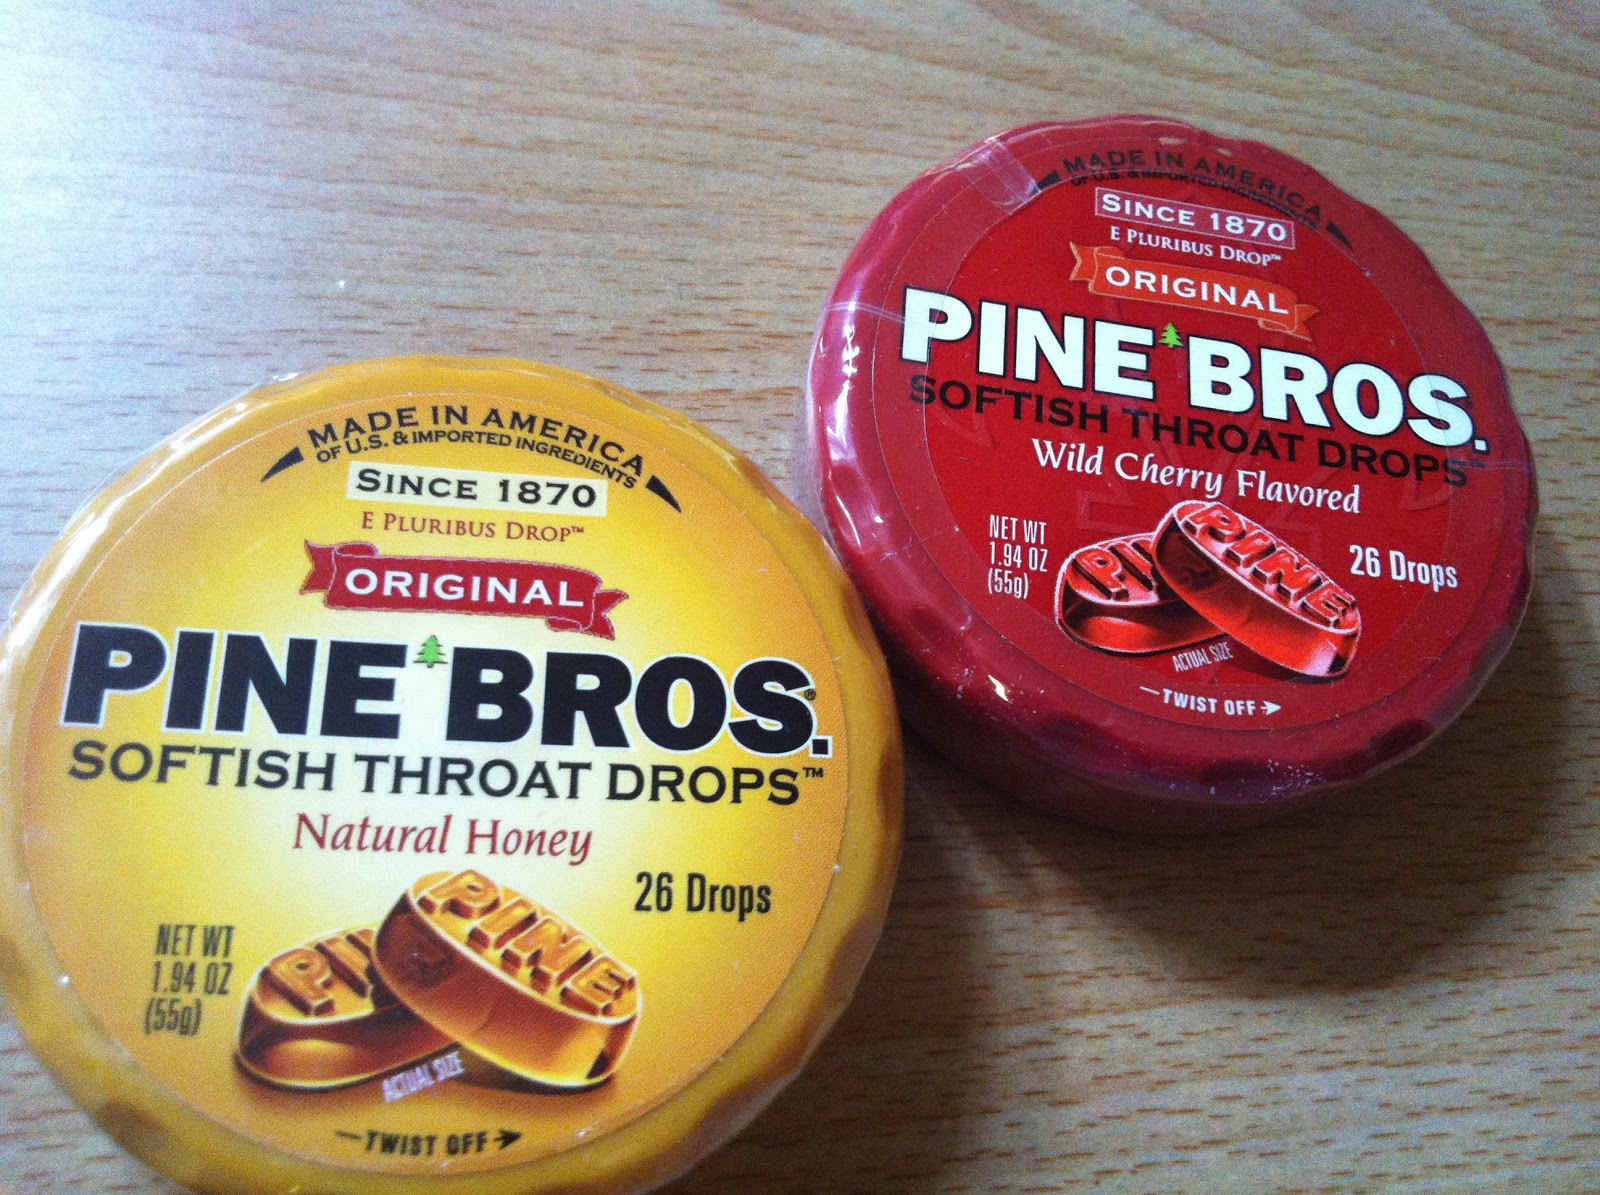 MADE IN AMERICA
OF U.S. & IMPORTED INGREDIENTS
SINCE 1870
E PLURIBUS DROP™
ORIGINAL
PINE BROS.®
SOFTISH THROAT DROPS™
Natural Honey
26 Drops
NET WT
1.94 OZ
(55g)
PINE
PINE
ACTUAL SIZE
TWIST OFF
MADE IN AMERICA
OF U.S. & IMPORTED INGREDIENTS
SINCE 1870
E PLURIBUS DROP™
ORIGINAL
PINE BROS.
SOFTISH THROAT DROPS™
Wild Cherry Flavored
NET WT
1.94 OZ
(55g)
26 Drops
PINE
PINE
ACTUAL SIZE
TWIST OFF